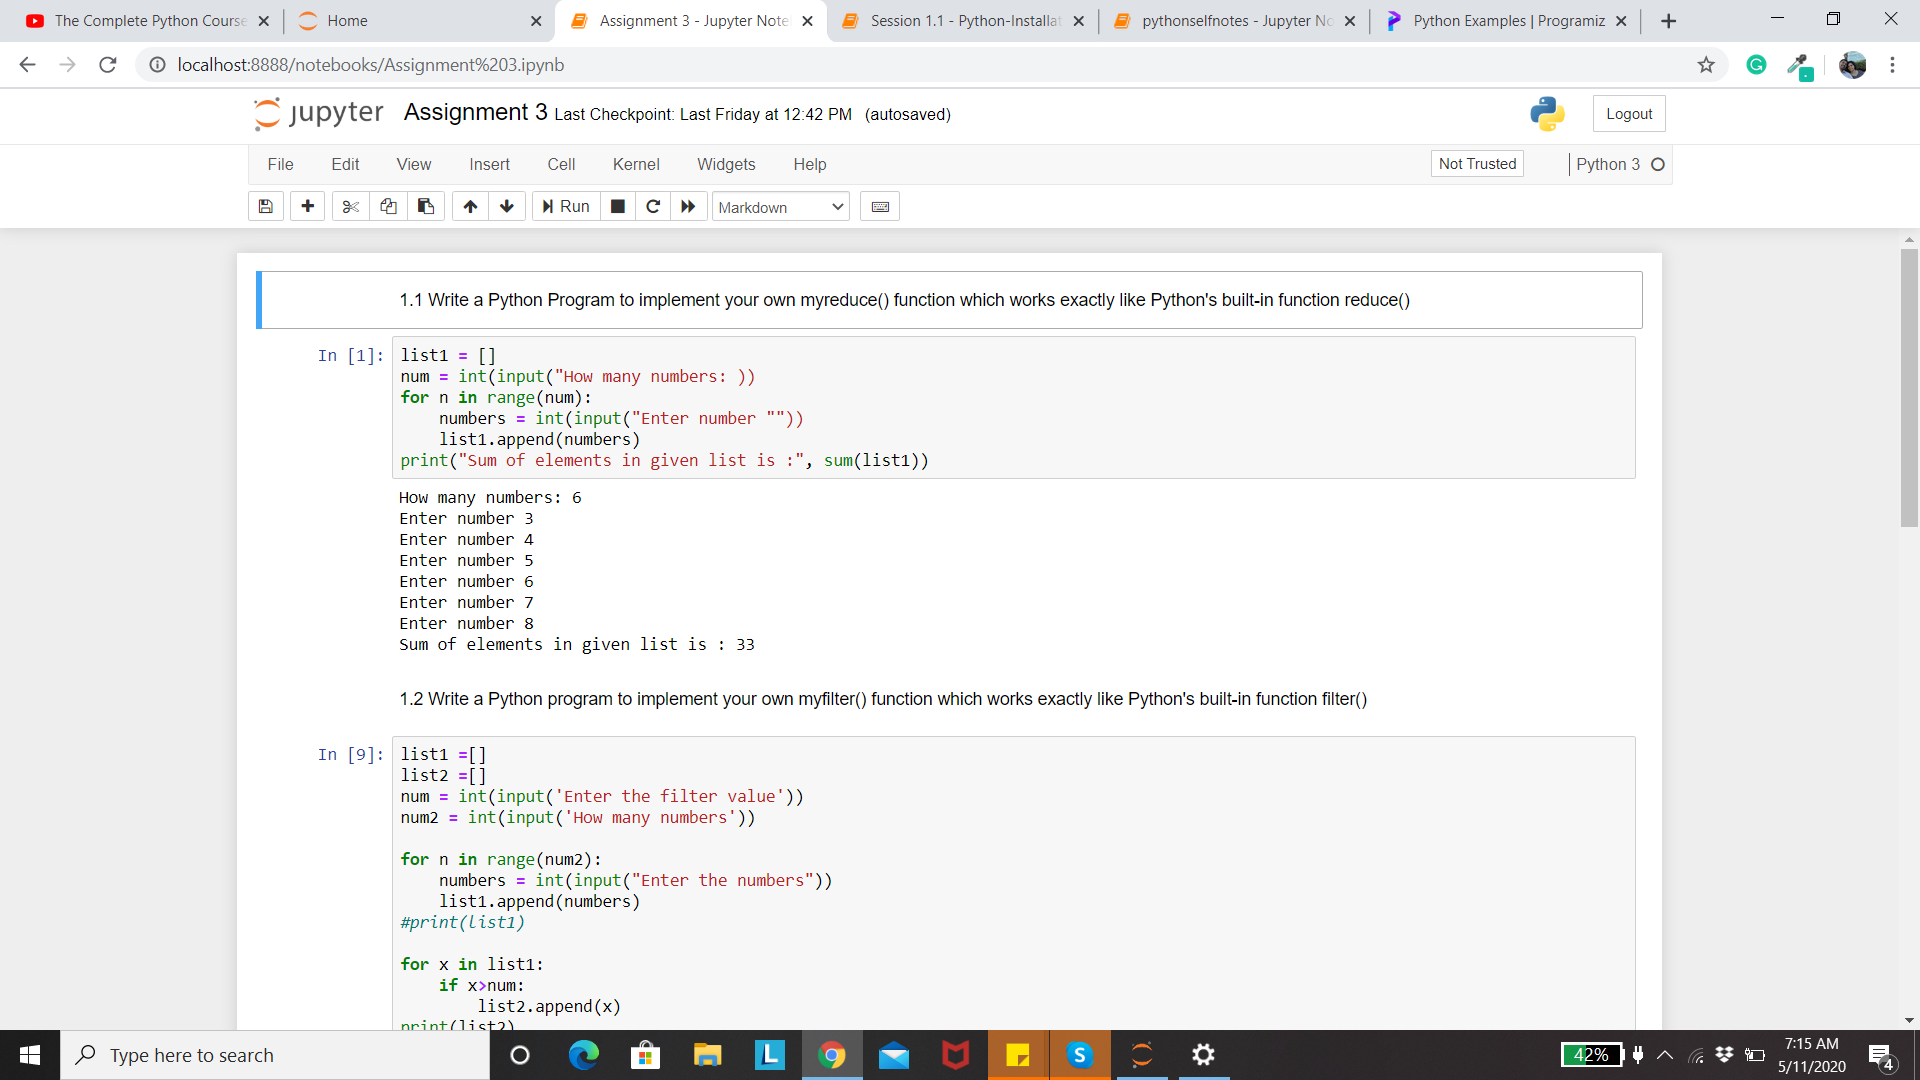 The Complete Python Course
Home
Assignment 3 - Jupyter Note
Session 1.1 - Python-Installat
pythonselfnotes - Jupyter No
Python Examples | Programiz
localhost:8888/notebooks/Assignment%203.ipynb
jupyter Assignment 3 Last Checkpoint: Last Friday at 12:42 PM (autosaved)
Logout
File Edit View Insert Cell Kernel Widgets Help
Not Trusted
Python 3
Run
Markdown
1.1 Write a Python Program to implement your own myreduce() function which works exactly like Python's built-in function reduce()
In [1]:
list1 = []
num = int(input("How many numbers: ))
for n in range(num):
    numbers = int(input("Enter number ""))
    list1.append(numbers)
print("Sum of elements in given list is :", sum(list1))
How many numbers: 6
Enter number 3
Enter number 4
Enter number 5
Enter number 6
Enter number 7
Enter number 8
Sum of elements in given list is : 33
1.2 Write a Python program to implement your own myfilter() function which works exactly like Python's built-in function filter()
In [9]:
list1 =[]
list2 =[]
num = int(input('Enter the filter value'))
num2 = int(input('How many numbers'))
for n in range(num2):
    numbers = int(input("Enter the numbers"))
    list1.append(numbers)
#print(list1)
for x in list1:
    if x>num:
        list2.append(x)
print(list2)
Type here to search
L
S
42%
7:15 AM
5/11/2020
4